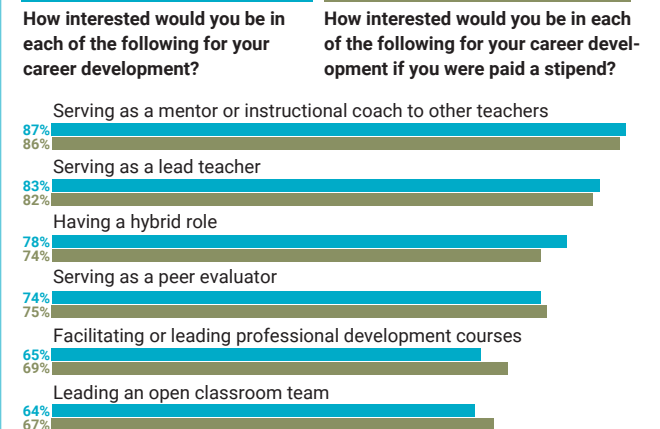 How interested would you be in
each of the following for your
career development?
How interested would you be in each
of the following for your career devel-
opment if you were paid a stipend?
Serving as a mentor or instructional coach to other teachers
87%
86%
Serving as a lead teacher
83%
82%
Having a hybrid role
78%
74%
Serving as a peer evaluator
74%
75%
Facilitating or leading professional development courses
65%
69%
Leading an open classroom team
64%
67%